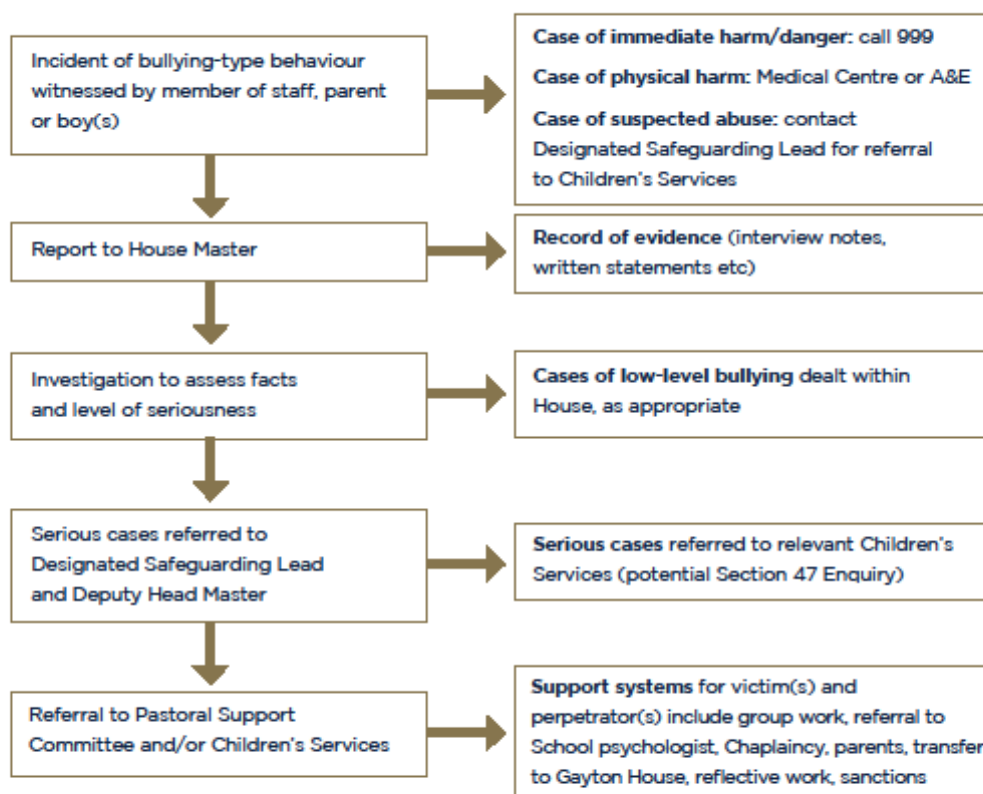 Incident of bullying-type behaviour
witnessed by member of staff, parent
or boy(s)
Case of immediate harm/danger: call 999
Case of physical harm: Medical Centre or A&E
Case of suspected abuse: contact
Designated Safeguarding Lead for referral
to Children's Services
Report to House Master
Record of evidence (interview notes,
written statements etc)
Investigation to assess facts
and level of seriousness
Cases of low-level bullying dealt within
House, as appropriate
Serious cases referred to
Designated Safeguarding Lead
and Deputy Head Master
Serious cases referred to relevant Children's
Services (potential Section 47 Enquiry)
Referral to Pastoral Support
Committee and/or Children's Services
Support systems for victim(s) and
perpetrator(s) include group work, referral to
School psychologist, Chaplaincy, parents, transfer
to Gayton House, reflective work, sanctions